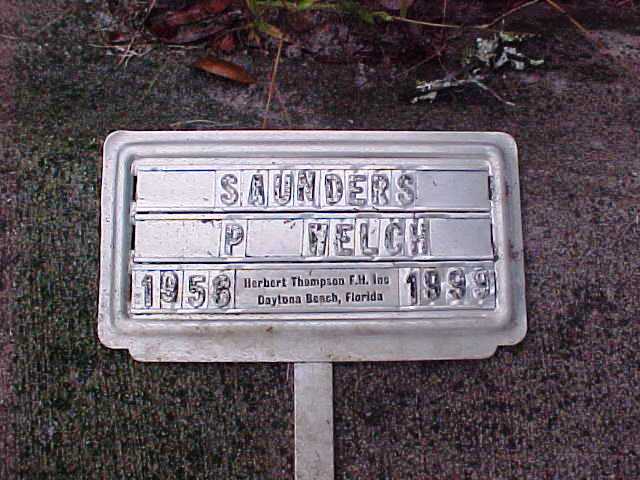 SAUNDERS
P WELCH
1956 Herbert Thompson F.H. Inc 1999
Daytona Beach, Florida